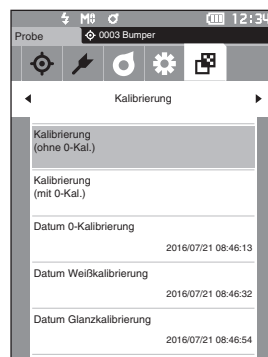 12:34
Probe
0003 Bumper
Kalibrierung
Kalibrierung
(ohne 0-Kal.)
Kalibrierung
(mit 0-Kal.)
Datum 0-Kalibrierung
2016/07/21 08:46:13
Datum Weißkalibrierung
2016/07/21 08:46:32
Datum Glanzkalibrierung
2016/07/21 08:46:54